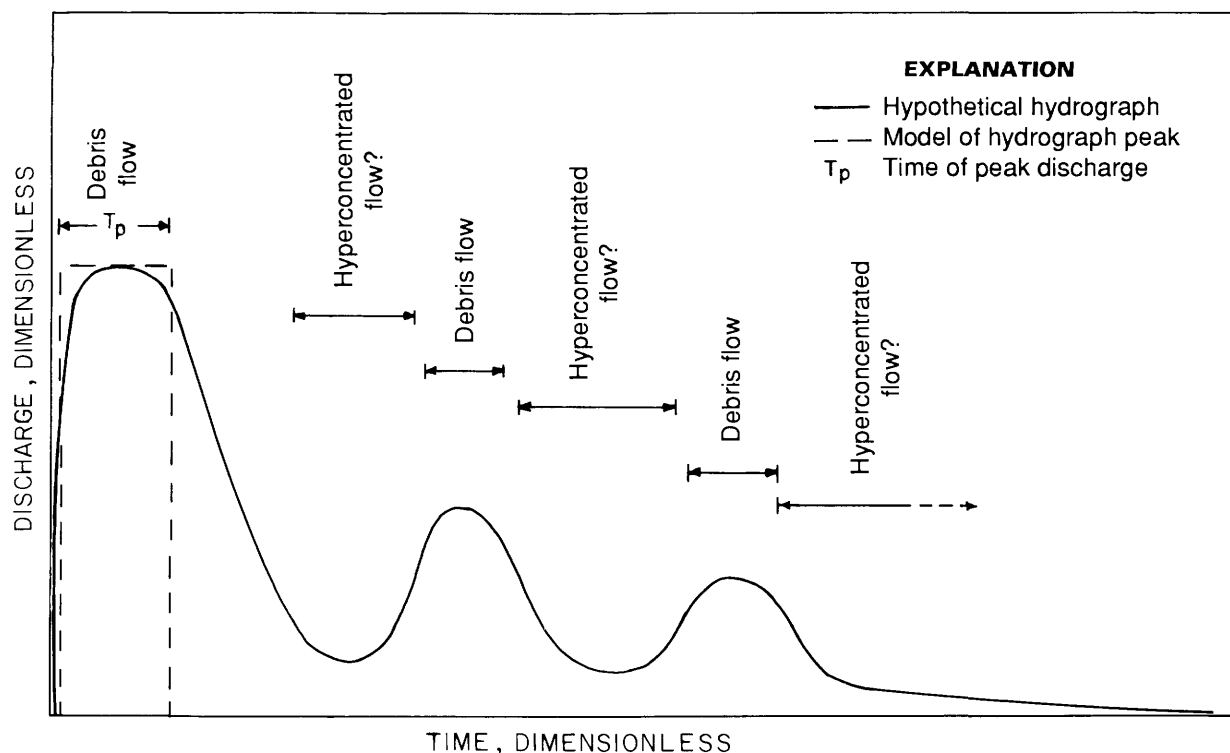 EXPLANATION
Hypothetical hydrograph
Model of hydrograph peak
Tp Time of peak discharge
Debris
flow
Tp
Hyperconcentrated
flow?
Debris flow
Hyperconcentrated
flow?
Debris flow
Hyperconcentrated
flow?
DISCHARGE, DIMENSIONLESS
TIME, DIMENSIONLESS